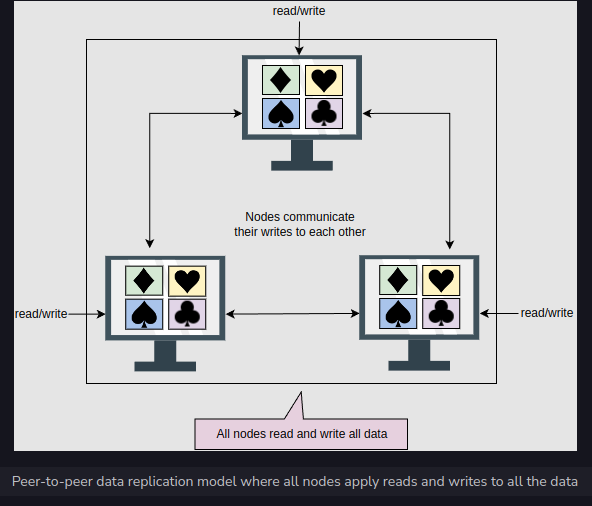 read/write
Nodes communicate
their writes to each other
read/write
read/write
All nodes read and write all data
Peer-to-peer data replication model where all nodes apply reads and writes to all the data